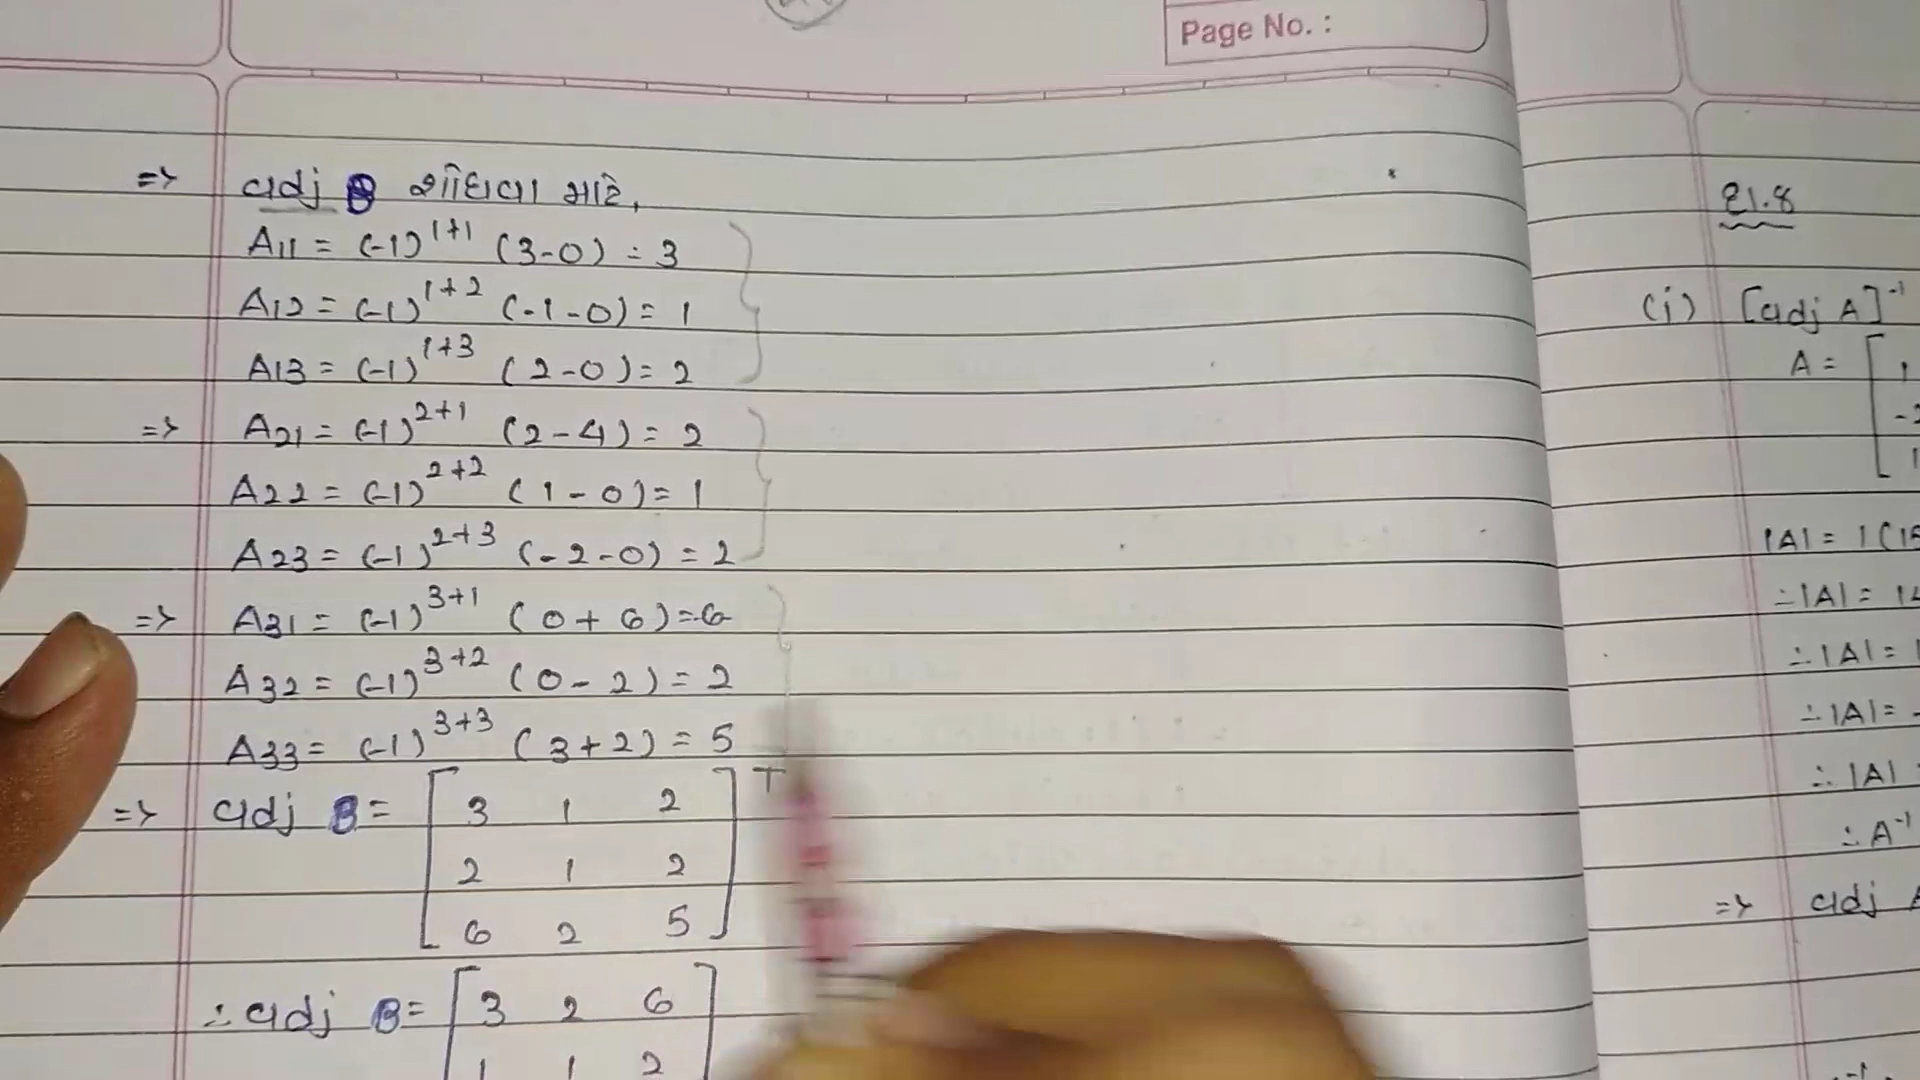 Page No. :
=> adj B શોધવા માટે,
A11 = (-1)^1+1 (3-0) = 3
A12 = (-1)^1+2 (-1-0) = 1
A13 = (-1)^1+3 (2-0) = 2
=> A21 = (-1)^2+1 (2-4) = 2
A22 = (-1)^2+2 (1-0) = 1
A23 = (-1)^2+3 (-2-0) = 2
=> A31 = (-1)^3+1 (0+6) = 6
A32 = (-1)^3+2 (0-2) = 2
A33 = (-1)^3+3 (3+2) = 5
=> adj B = [ 3 1 2 ]^T
2 1 2
6 2 5
∴ adj B = [ 3 2 6 ]
1 1 2
દા.8
(i) [adj A]^-1
A = [ 1
-2
1
|A| = 1(15
∴ |A| =
∴ |A| =
∴ |A| =
∴ |A|
∴ A^-1
=> adj